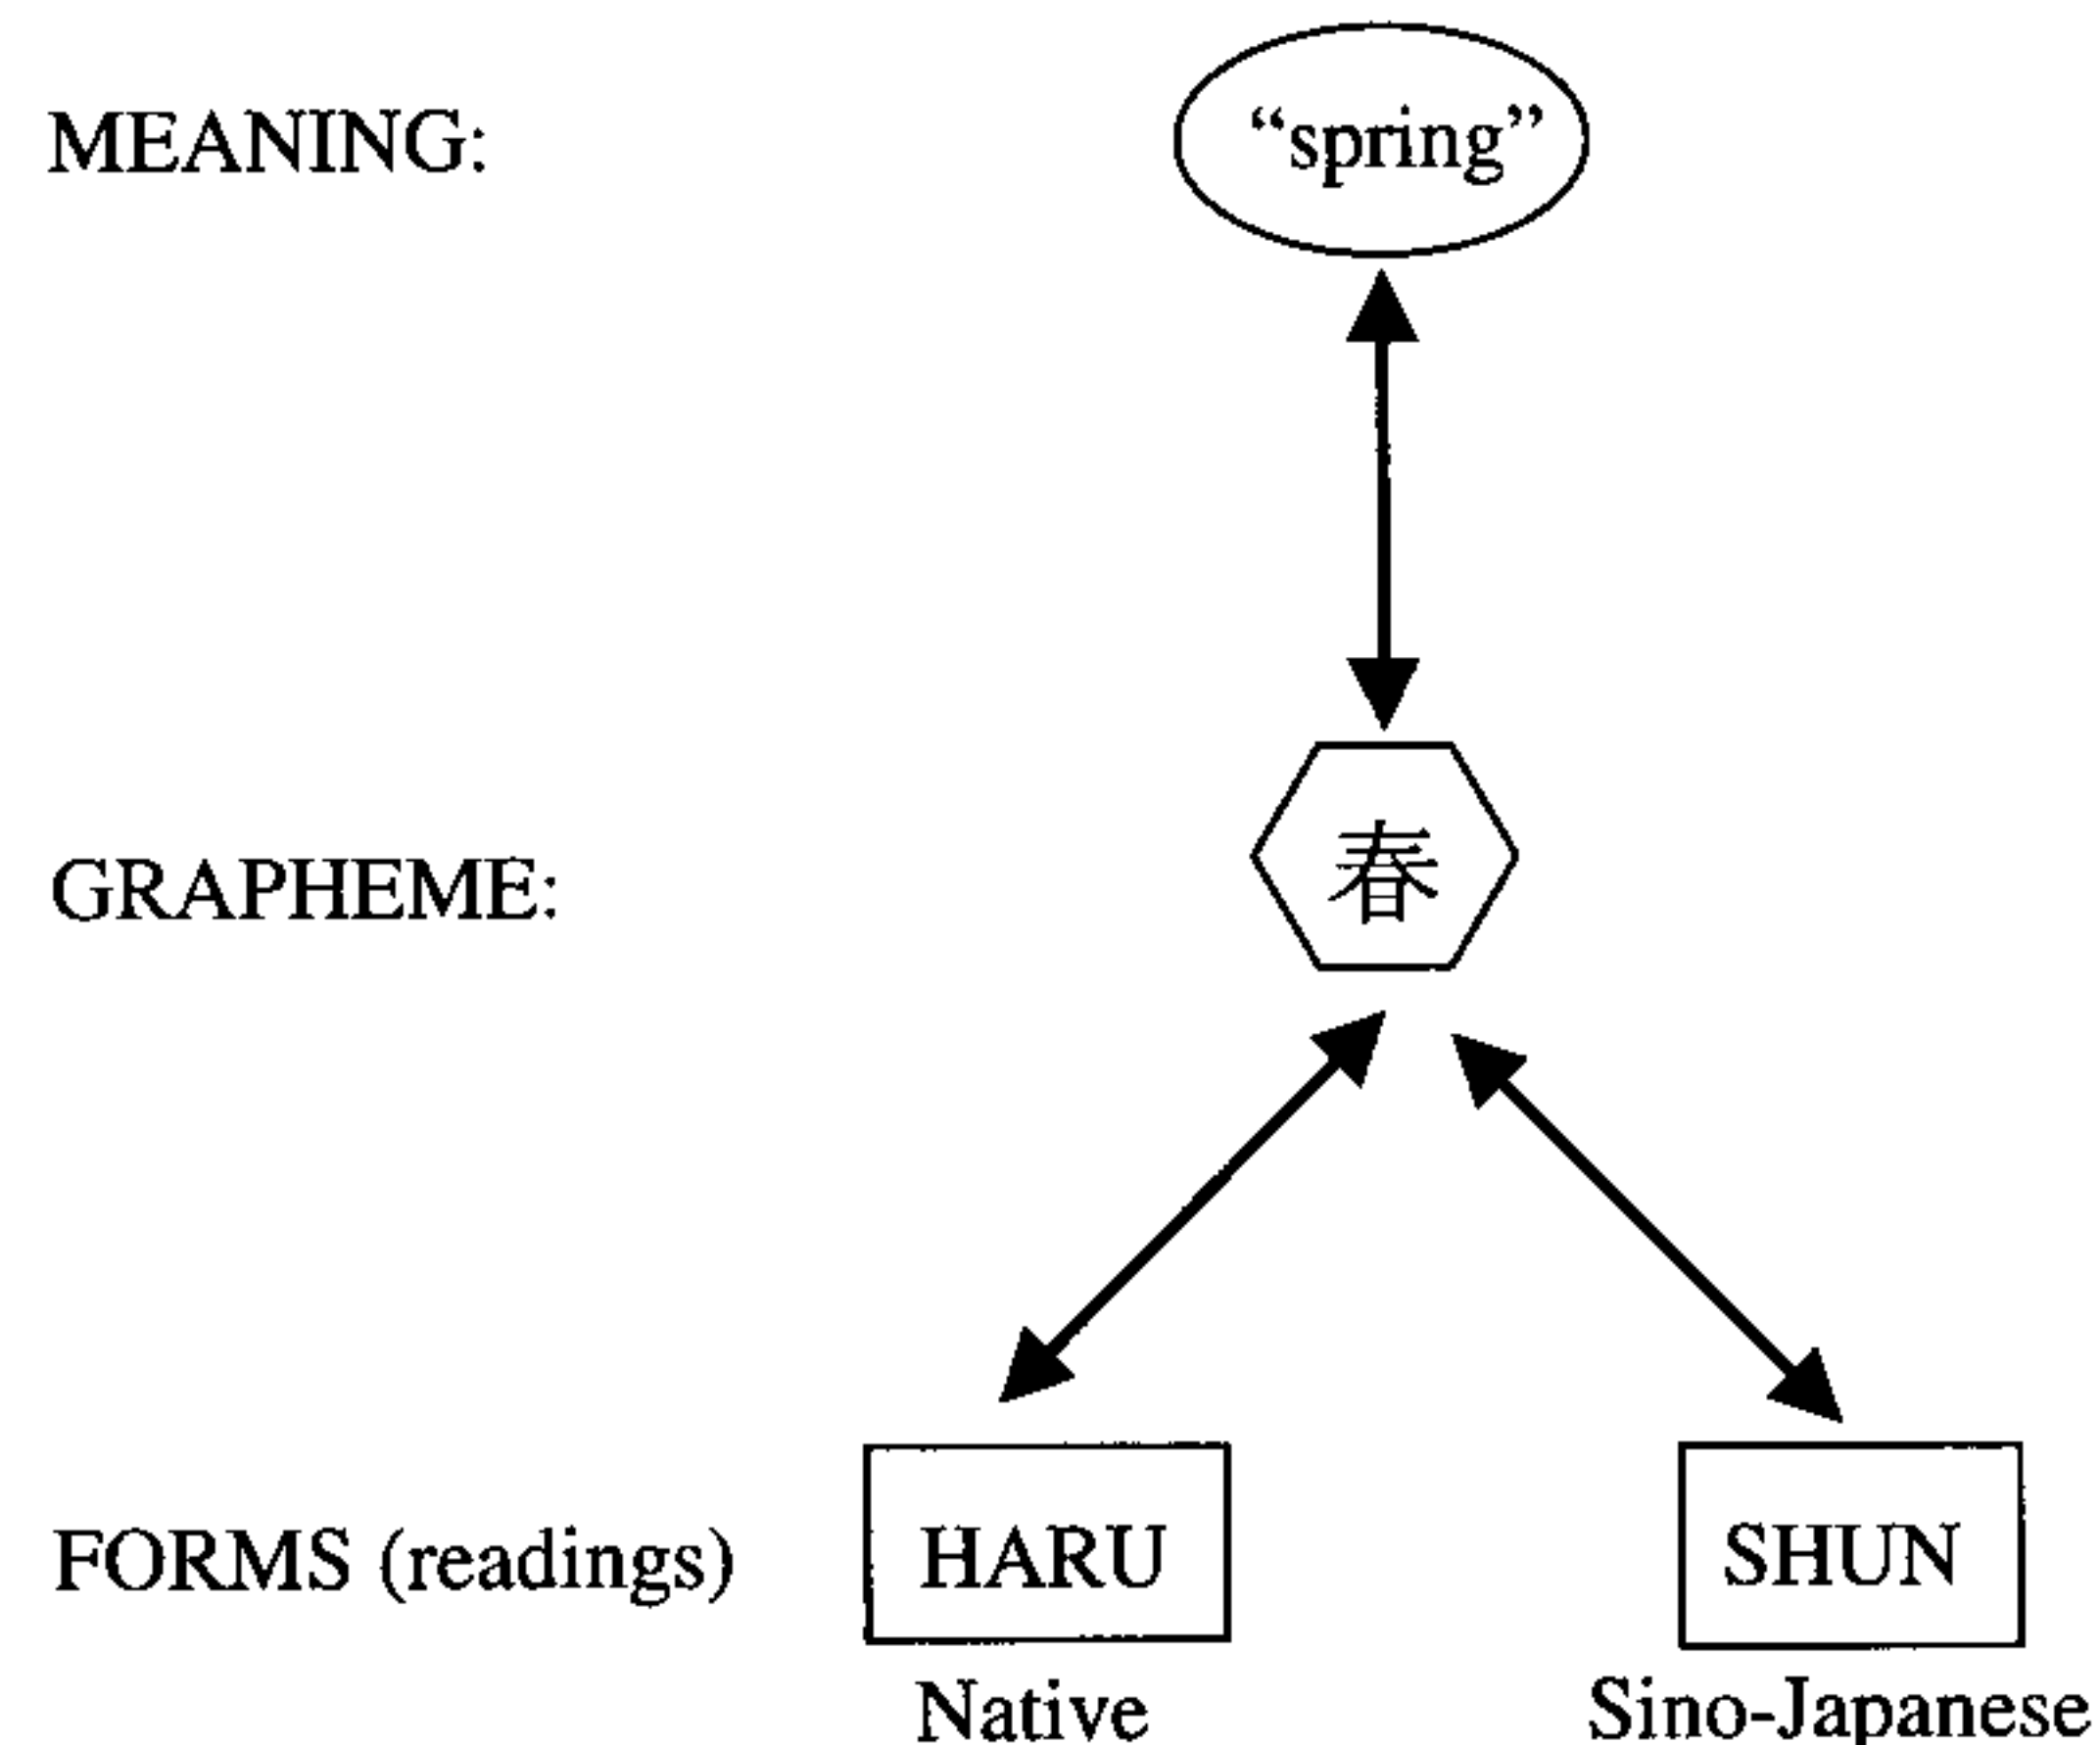 MEANING: “spring”
GRAPHEME: 春
FORMS (readings) HARU SHUN
Native Sino-Japanese